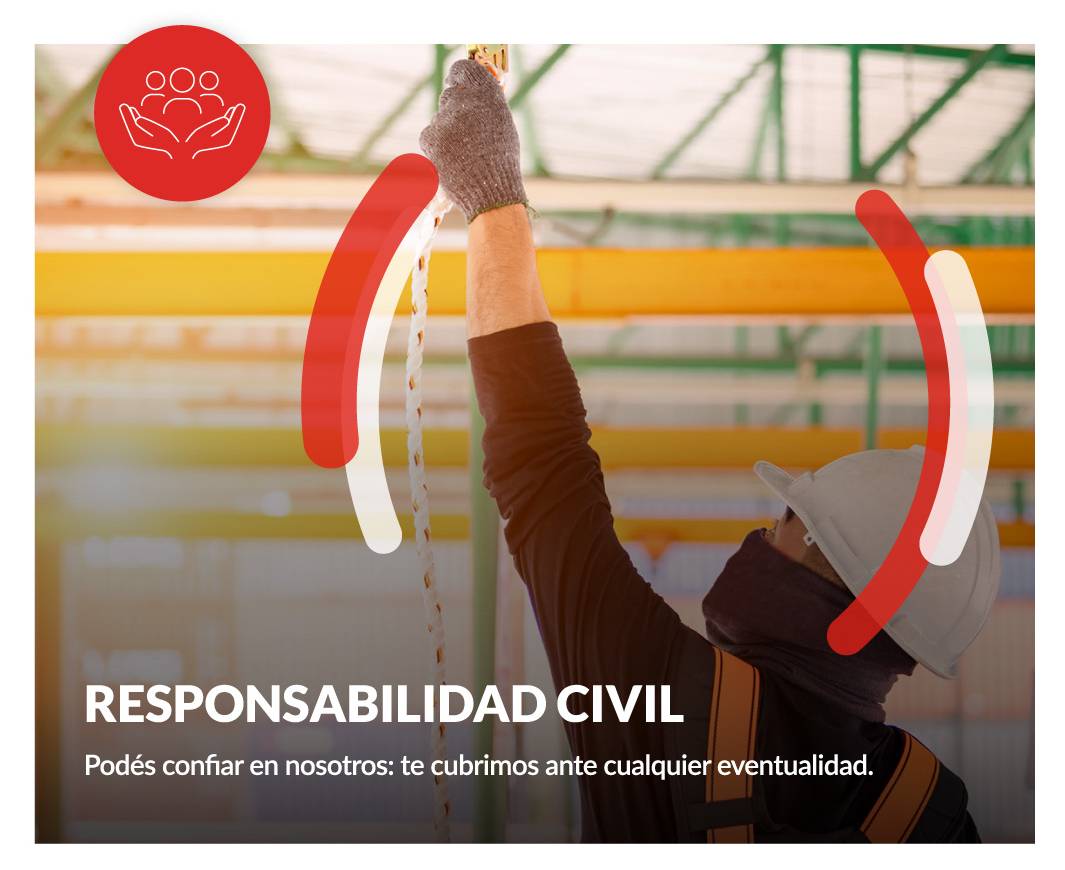 RESPONSABILIDAD CIVIL
Podés confiar en nosotros: te cubrimos ante cualquier eventualidad.